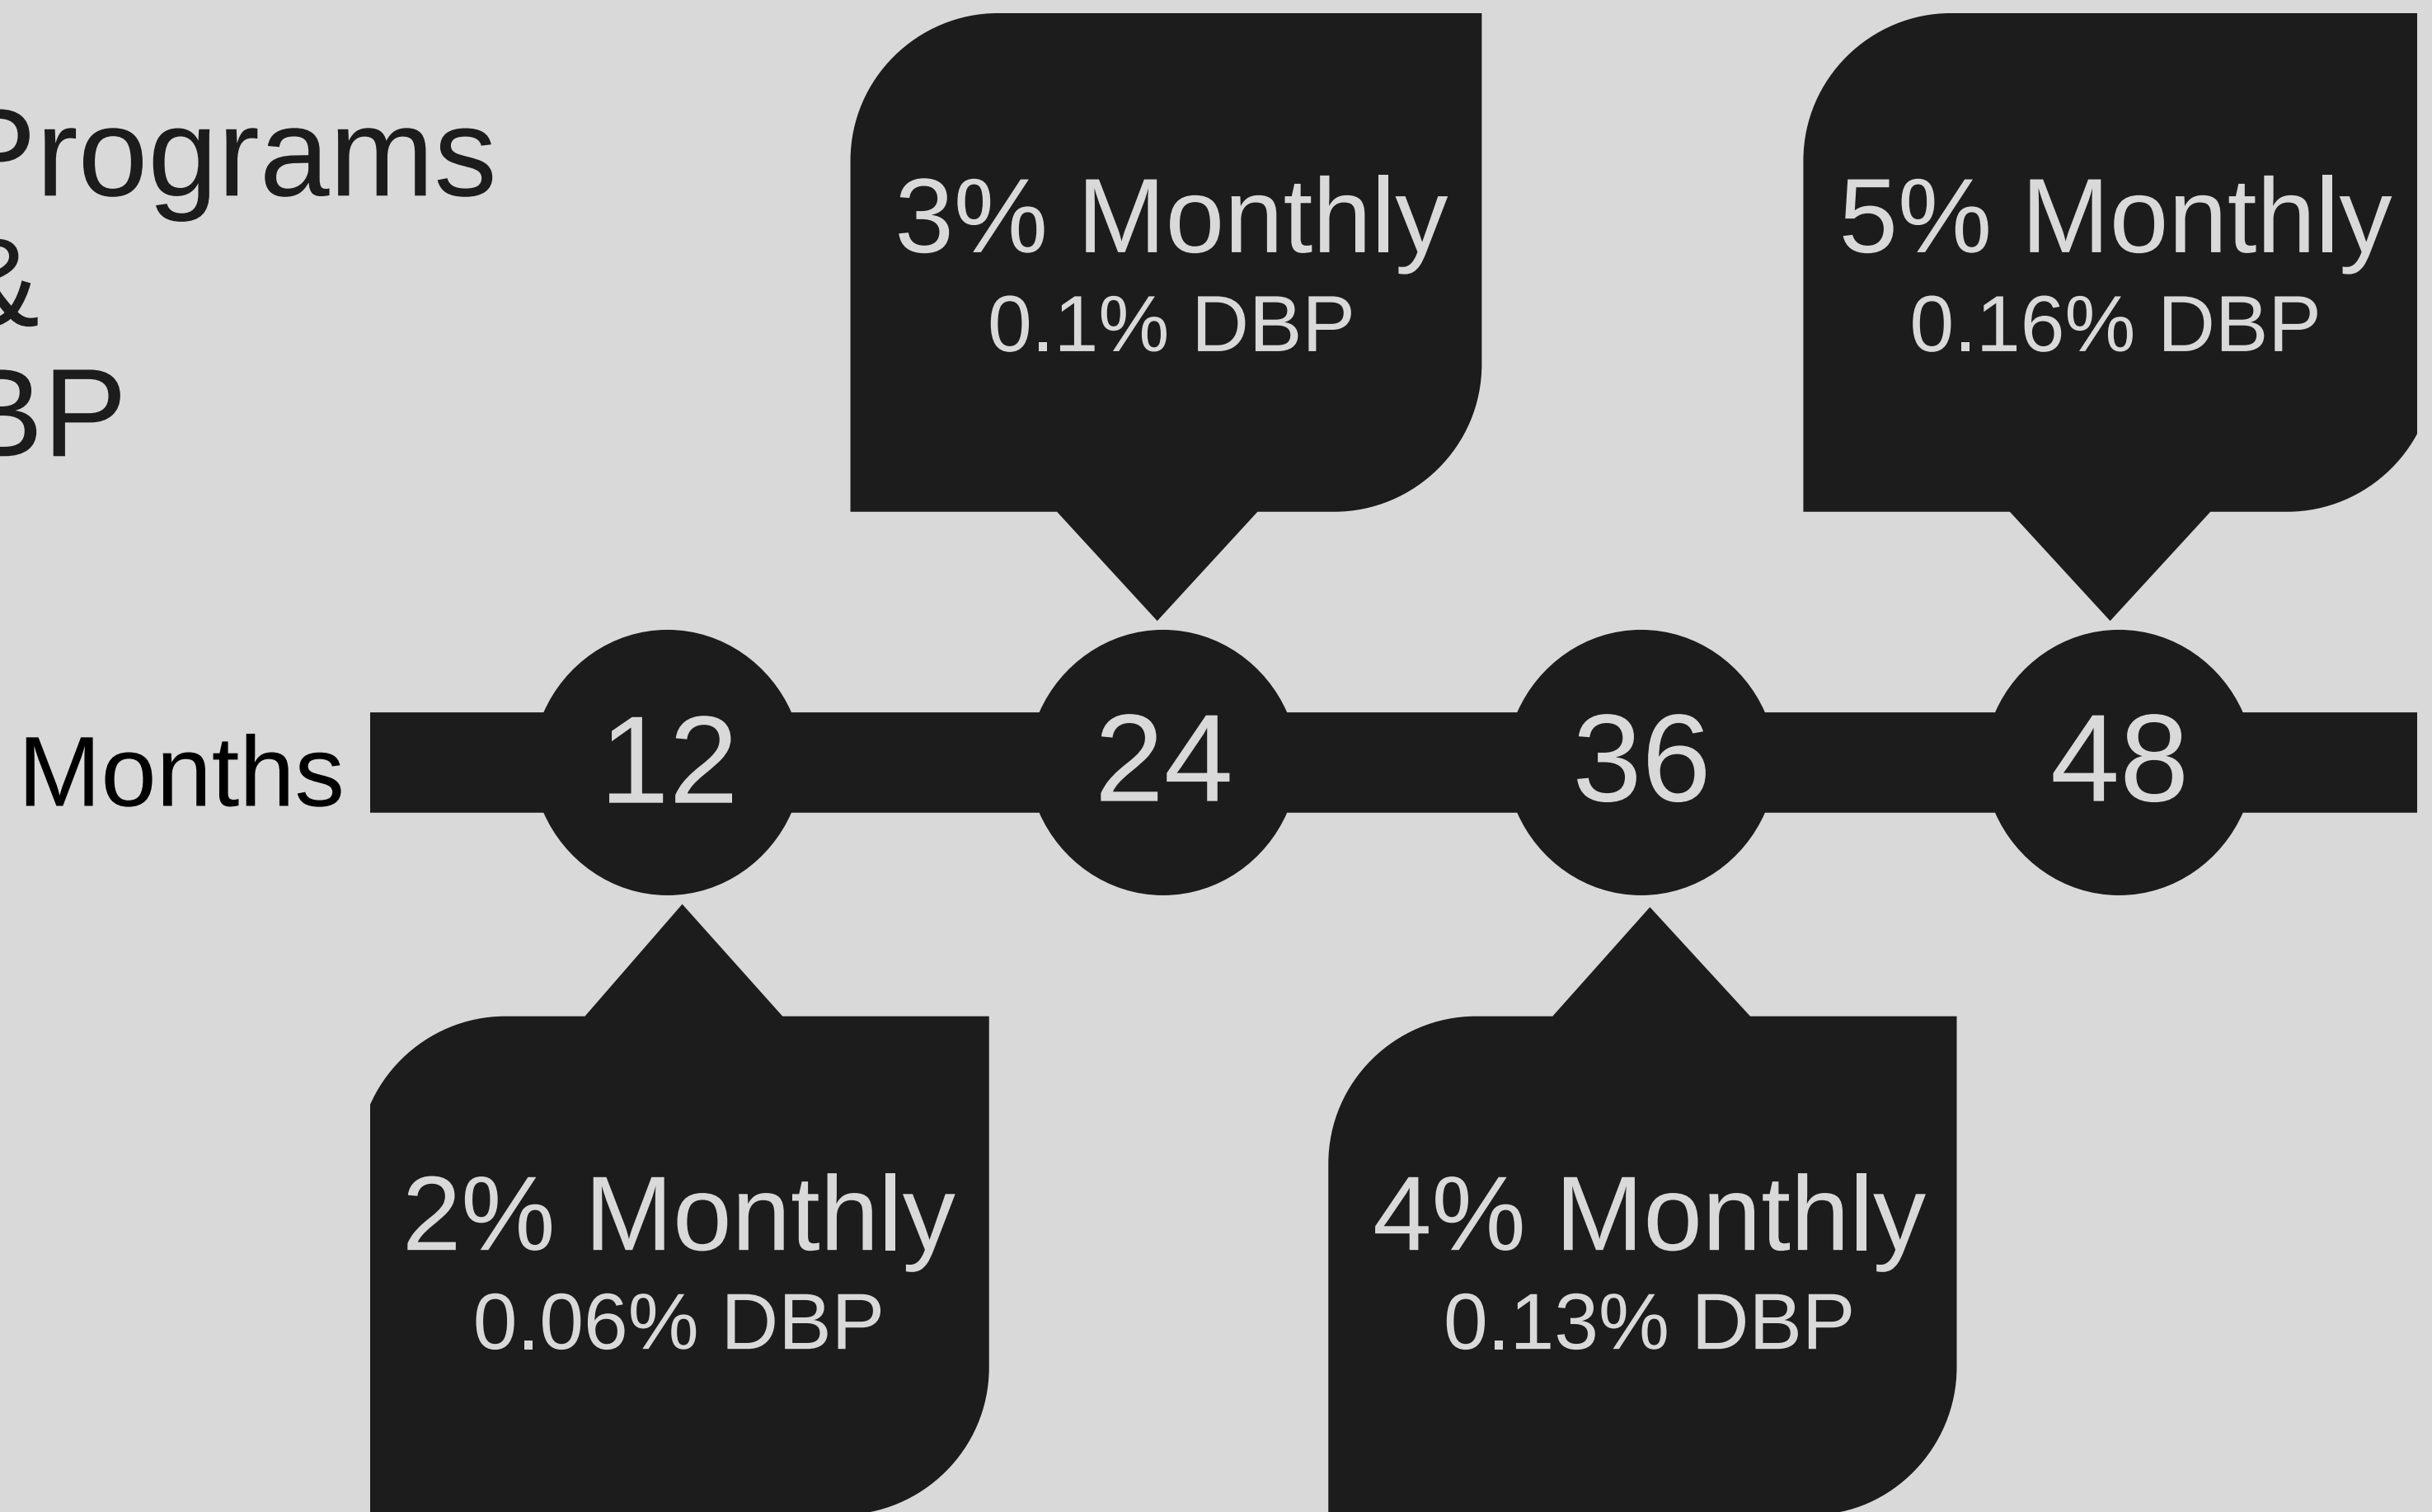 Programs
&
BP
3% Monthly
0.1% DBP
5% Monthly
0.16% DBP
Months
12
24
36
48
2% Monthly
0.06% DBP
4% Monthly
0.13% DBP